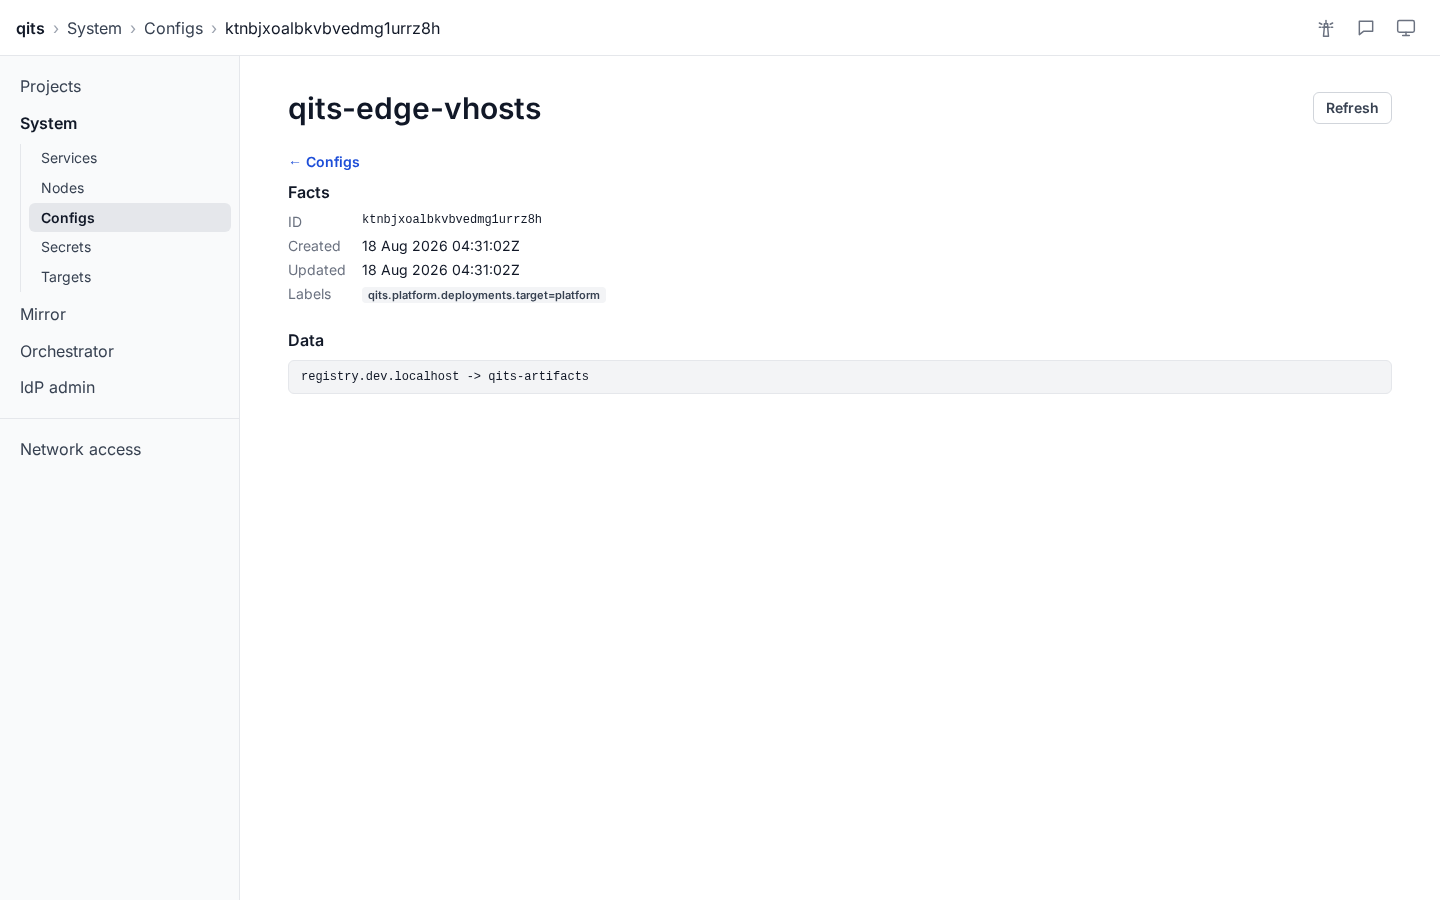 qits › System › Configs › ktnbjxoalbkvbvedmg1urrz8h
Projects
System
Services
Nodes
Configs
Secrets
Targets
Mirror
Orchestrator
IdP admin
Network access
qits-edge-vhosts
Refresh
← Configs
Facts
ID ktnbjxoalbkvbvedmg1urrz8h
Created 18 Aug 2026 04:31:02Z
Updated 18 Aug 2026 04:31:02Z
Labels qits.platform.deployments.target=platform
Data
registry.dev.localhost -> qits-artifacts